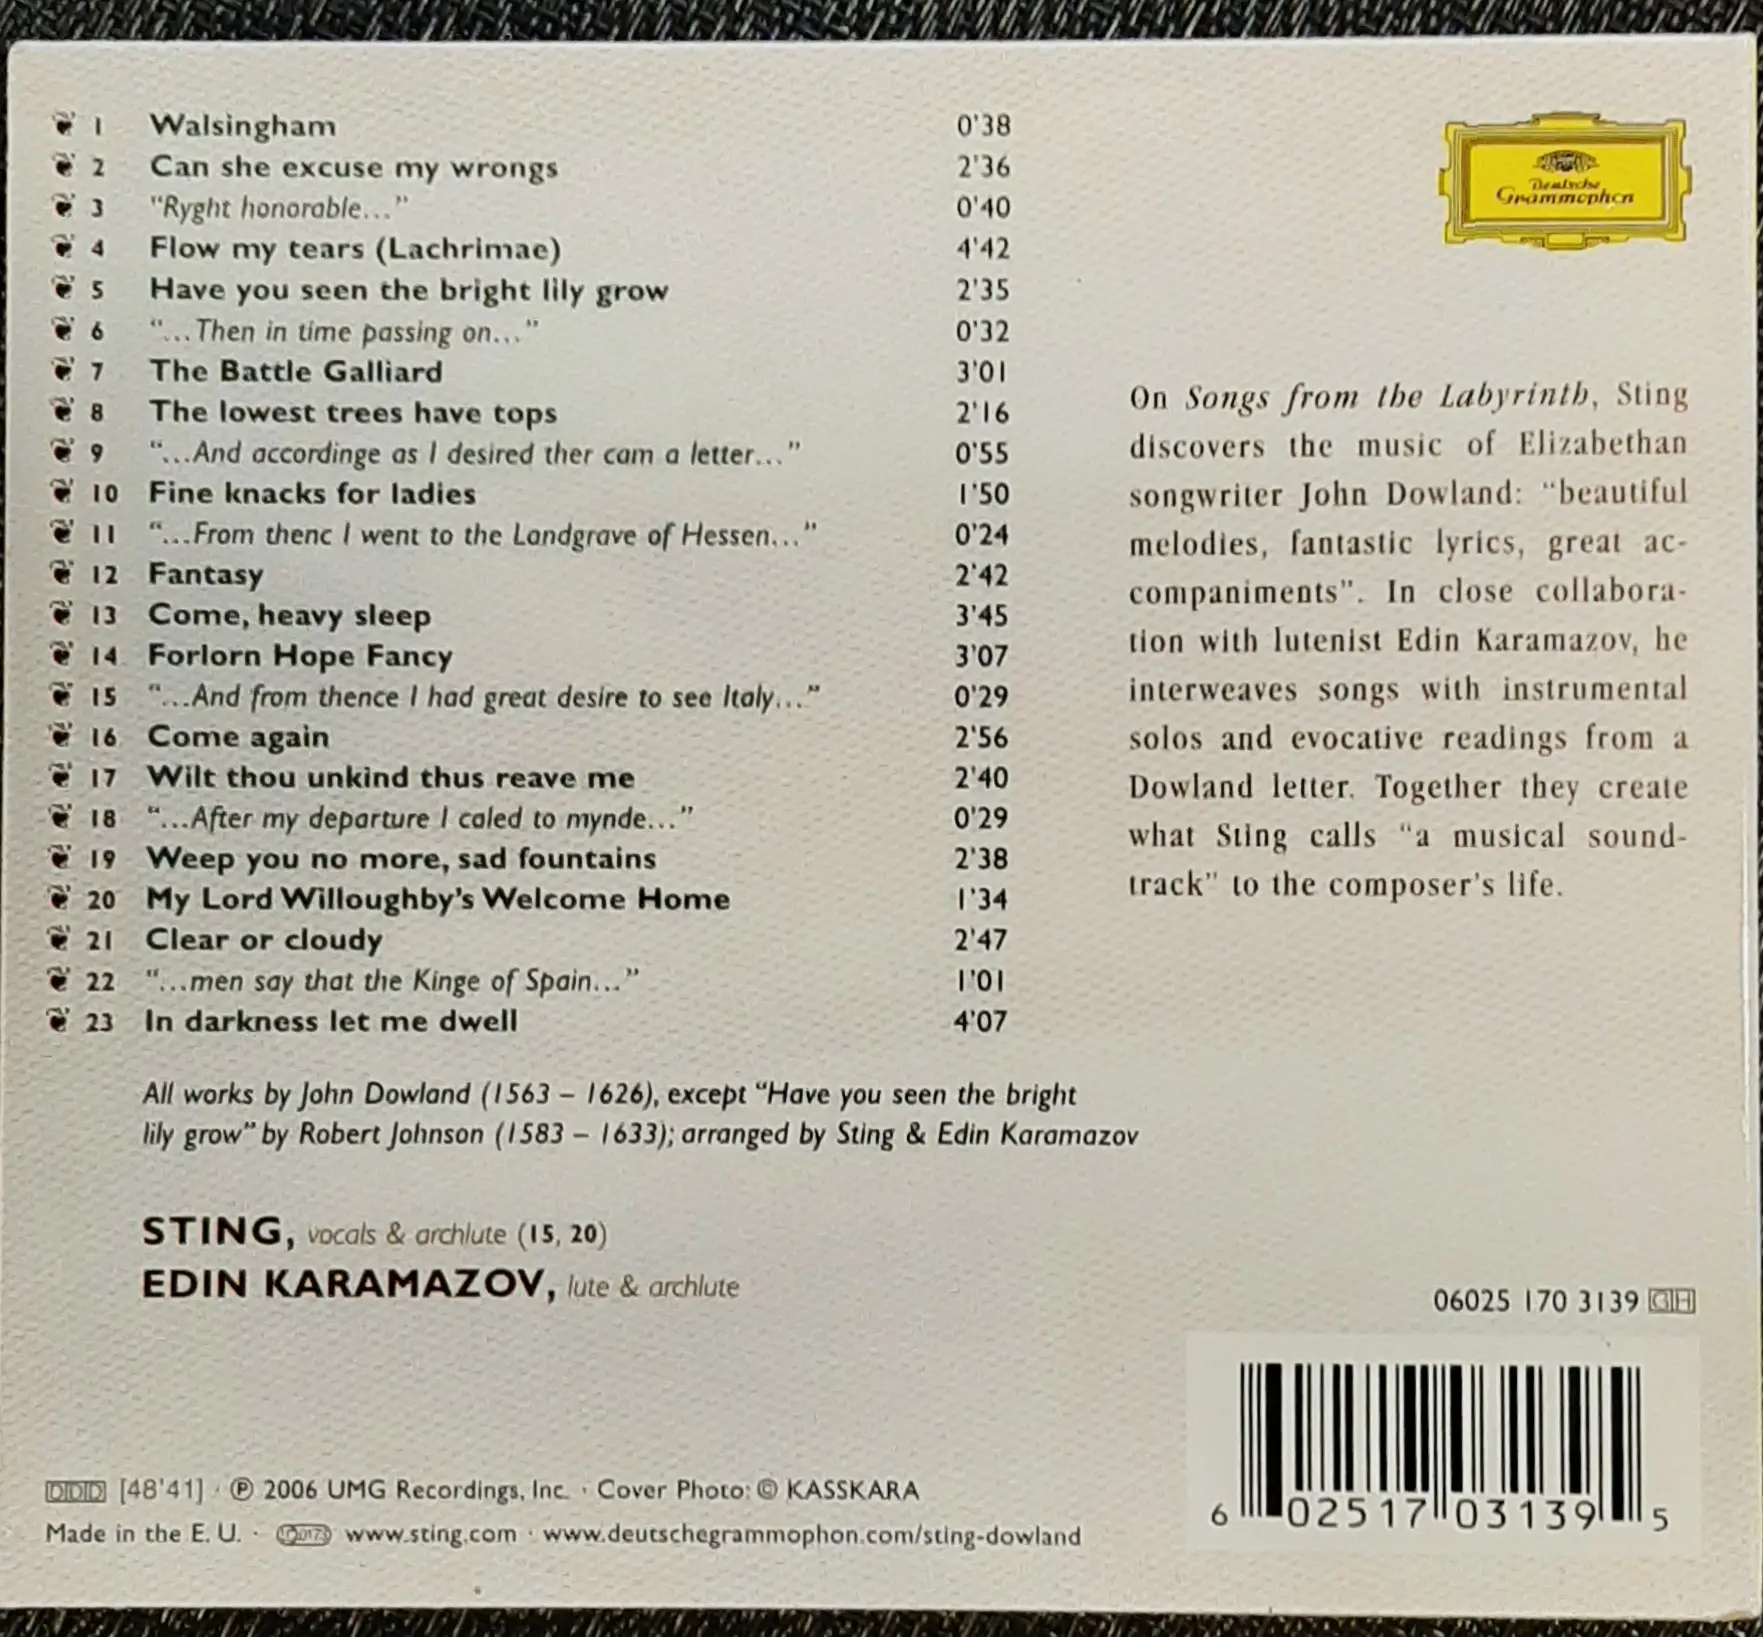 1 Walsingham 0'38
2 Can she excuse my wrongs 2'36
3 "Ryght honorable..." 0'40
4 Flow my tears (Lachrimae) 4'42
5 Have you seen the bright lily grow 2'35
6 "...Then in time passing on..." 0'32
7 The Battle Galliard 3'01
8 The lowest trees have tops 2'16
9 "...And accordinge as I desired ther cam a letter..." 0'55
10 Fine knacks for ladies 1'50
11 "...From thenc I went to the Landgrave of Hessen..." 0'24
12 Fantasy 2'42
13 Come, heavy sleep 3'45
14 Forlorn Hope Fancy 3'07
15 "...And from thence I had great desire to see Italy..." 0'29
16 Come again 2'56
17 Wilt thou unkind thus reave me 2'40
18 "...After my departure I caled to mynde..." 0'29
19 Weep you no more, sad fountains 2'38
20 My Lord Willoughby's Welcome Home 1'34
21 Clear or cloudy 2'47
22 "...men say that the Kinge of Spain..." 1'01
23 In darkness let me dwell 4'07
All works by John Dowland (1563 – 1626), except "Have you seen the bright
lily grow" by Robert Johnson (1583 – 1633); arranged by Sting & Edin Karamazov
STING, vocals & archlute (15, 20)
EDIN KARAMAZOV, lute & archlute
Deutsche
Grammophon
On Songs from the Labyrinth, Sting
discovers the music of Elizabethan
songwriter John Dowland: "beautiful
melodies, fantastic lyrics, great ac-
companiments". In close collabora-
tion with lutenist Edin Karamazov, he
interweaves songs with instrumental
solos and evocative readings from a
Dowland letter. Together they create
what Sting calls "a musical sound-
track" to the composer's life.
06025 170 3139 GH
6 02517 03139 5
DDD [48'41] · ℗ 2006 UMG Recordings, Inc. · Cover Photo: © KASSKARA
Made in the E. U. · www.sting.com · www.deutschegrammophon.com/sting-dowland